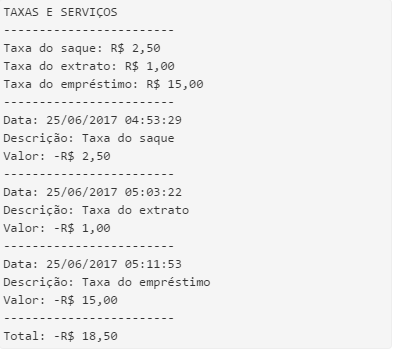 TAXAS E SERVIÇOS
------------------------
Taxa do saque: R$ 2,50
Taxa do extrato: R$ 1,00
Taxa do empréstimo: R$ 15,00
------------------------
Data: 25/06/2017 04:53:29
Descrição: Taxa do saque
Valor: -R$ 2,50
------------------------
Data: 25/06/2017 05:03:22
Descrição: Taxa do extrato
Valor: -R$ 1,00
------------------------
Data: 25/06/2017 05:11:53
Descrição: Taxa do empréstimo
Valor: -R$ 15,00
------------------------
Total: -R$ 18,50